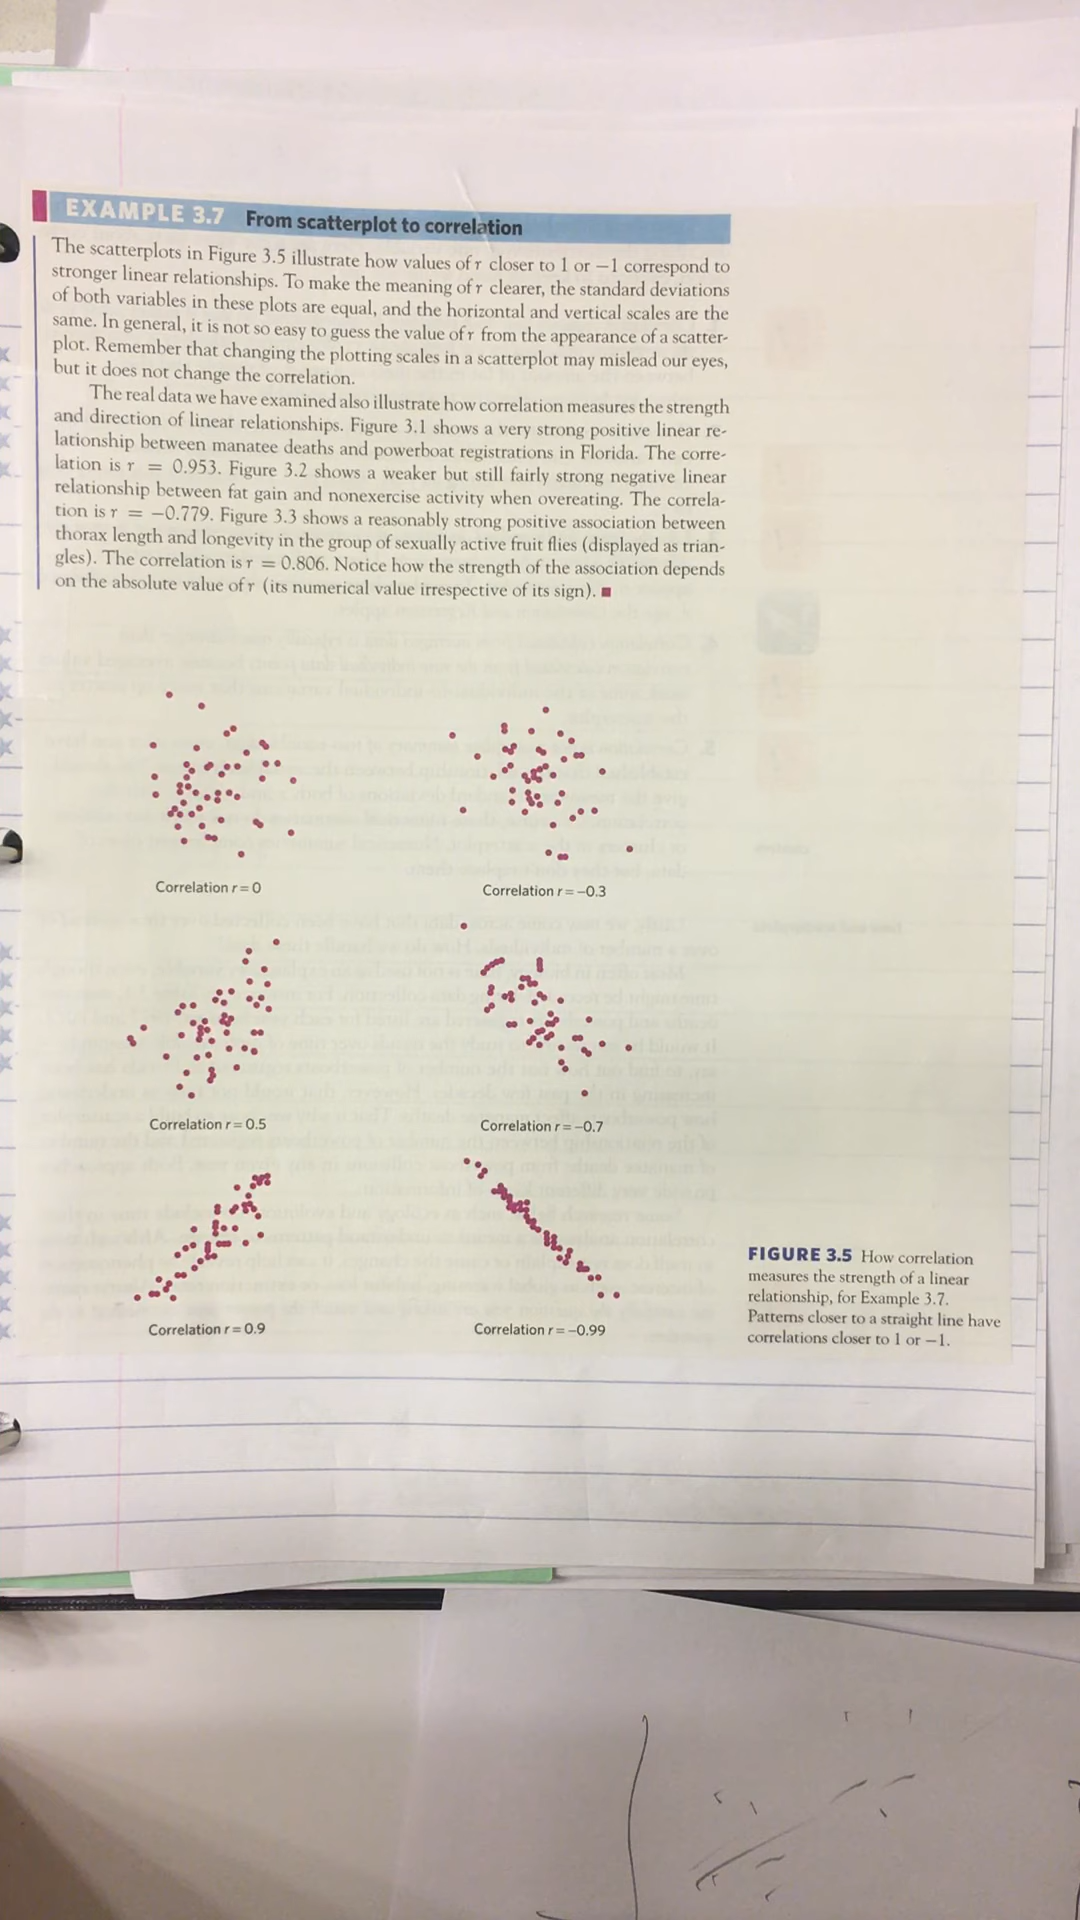 EXAMPLE 3.7 From scatterplot to correlation
The scatterplots in Figure 3.5 illustrate how values of r closer to 1 or −1 correspond to
stronger linear relationships. To make the meaning of r clearer, the standard deviations
of both variables in these plots are equal, and the horizontal and vertical scales are the
same. In general, it is not so easy to guess the value of r from the appearance of a scatter-
plot. Remember that changing the plotting scales in a scatterplot may mislead our eyes,
but it does not change the correlation.
The real data we have examined also illustrate how correlation measures the strength
and direction of linear relationships. Figure 3.1 shows a very strong positive linear re-
lationship between manatee deaths and powerboat registrations in Florida. The corre-
lation is r = 0.953. Figure 3.2 shows a weaker but still fairly strong negative linear
relationship between fat gain and nonexercise activity when overeating. The correla-
tion is r = −0.779. Figure 3.3 shows a reasonably strong positive association between
thorax length and longevity in the group of sexually active fruit flies (displayed as trian-
gles). The correlation is r = 0.806. Notice how the strength of the association depends
on the absolute value of r (its numerical value irrespective of its sign). ■
Correlation r = 0
Correlation r = −0.3
Correlation r = 0.5
Correlation r = −0.7
Correlation r = 0.9
Correlation r = −0.99
FIGURE 3.5 How correlation
measures the strength of a linear
relationship, for Example 3.7.
Patterns closer to a straight line have
correlations closer to 1 or −1.